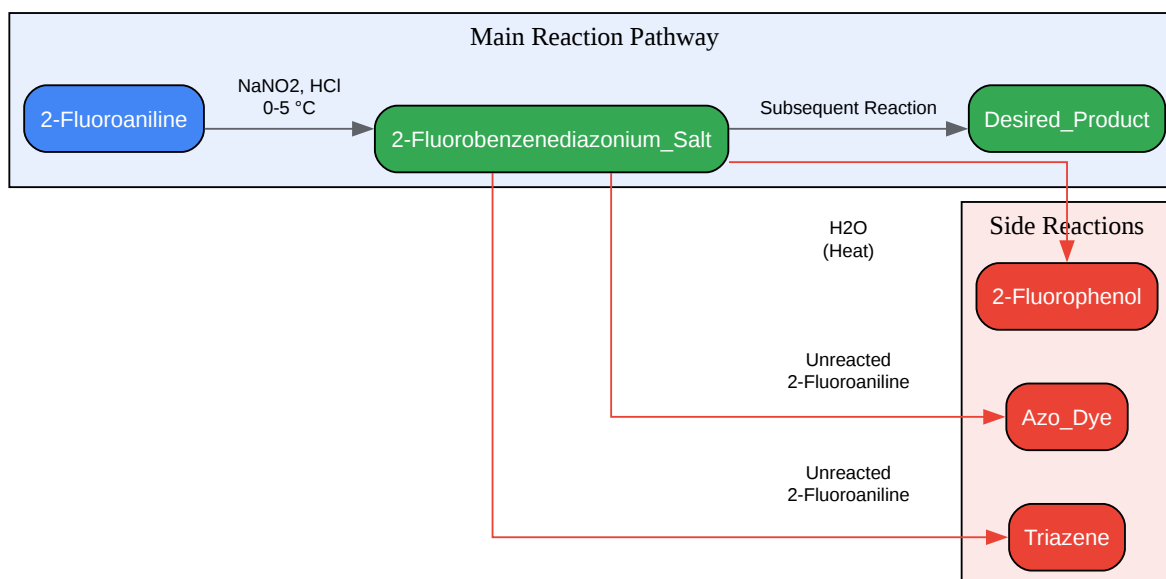 Main Reaction Pathway
2-Fluoroaniline
NaNO2, HCl
0-5 °C
2-Fluorobenzenediazonium_Salt
Subsequent Reaction
Desired_Product
Side Reactions
H2O
(Heat)
2-Fluorophenol
Unreacted
2-Fluoroaniline
Azo_Dye
Unreacted
2-Fluoroaniline
Triazene